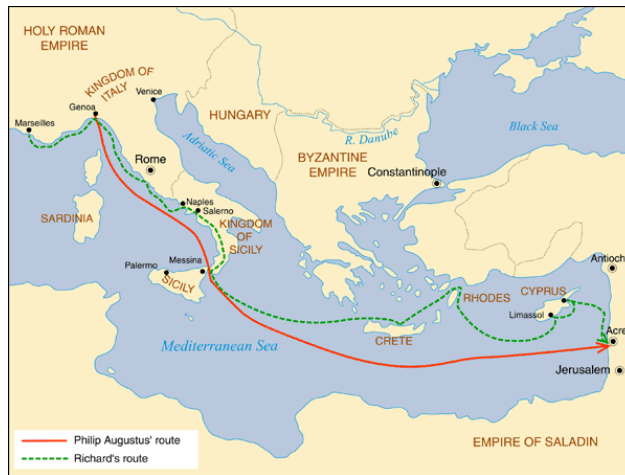 HOLY ROMAN
EMPIRE
KINGDOM OF
ITALY
Venice
Genoa
Marseilles
HUNGARY
R. Danube
Black Sea
Adriatic Sea
BYZANTINE
EMPIRE
Rome
Constantinople
Naples
Salerno
SARDINIA
KINGDOM
OF
SICILY
Palermo
Messina
SICILY
Antioch
RHODES
CYPRUS
Limassol
CRETE
Acre
Mediterranean Sea
Jerusalem
Philip Augustus' route
Richard's route
EMPIRE OF SALADIN